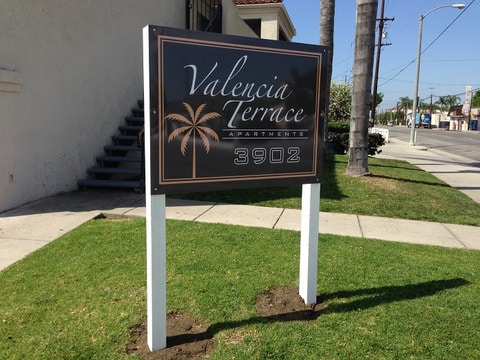 Valencia
Terrace
APARTMENTS
3902